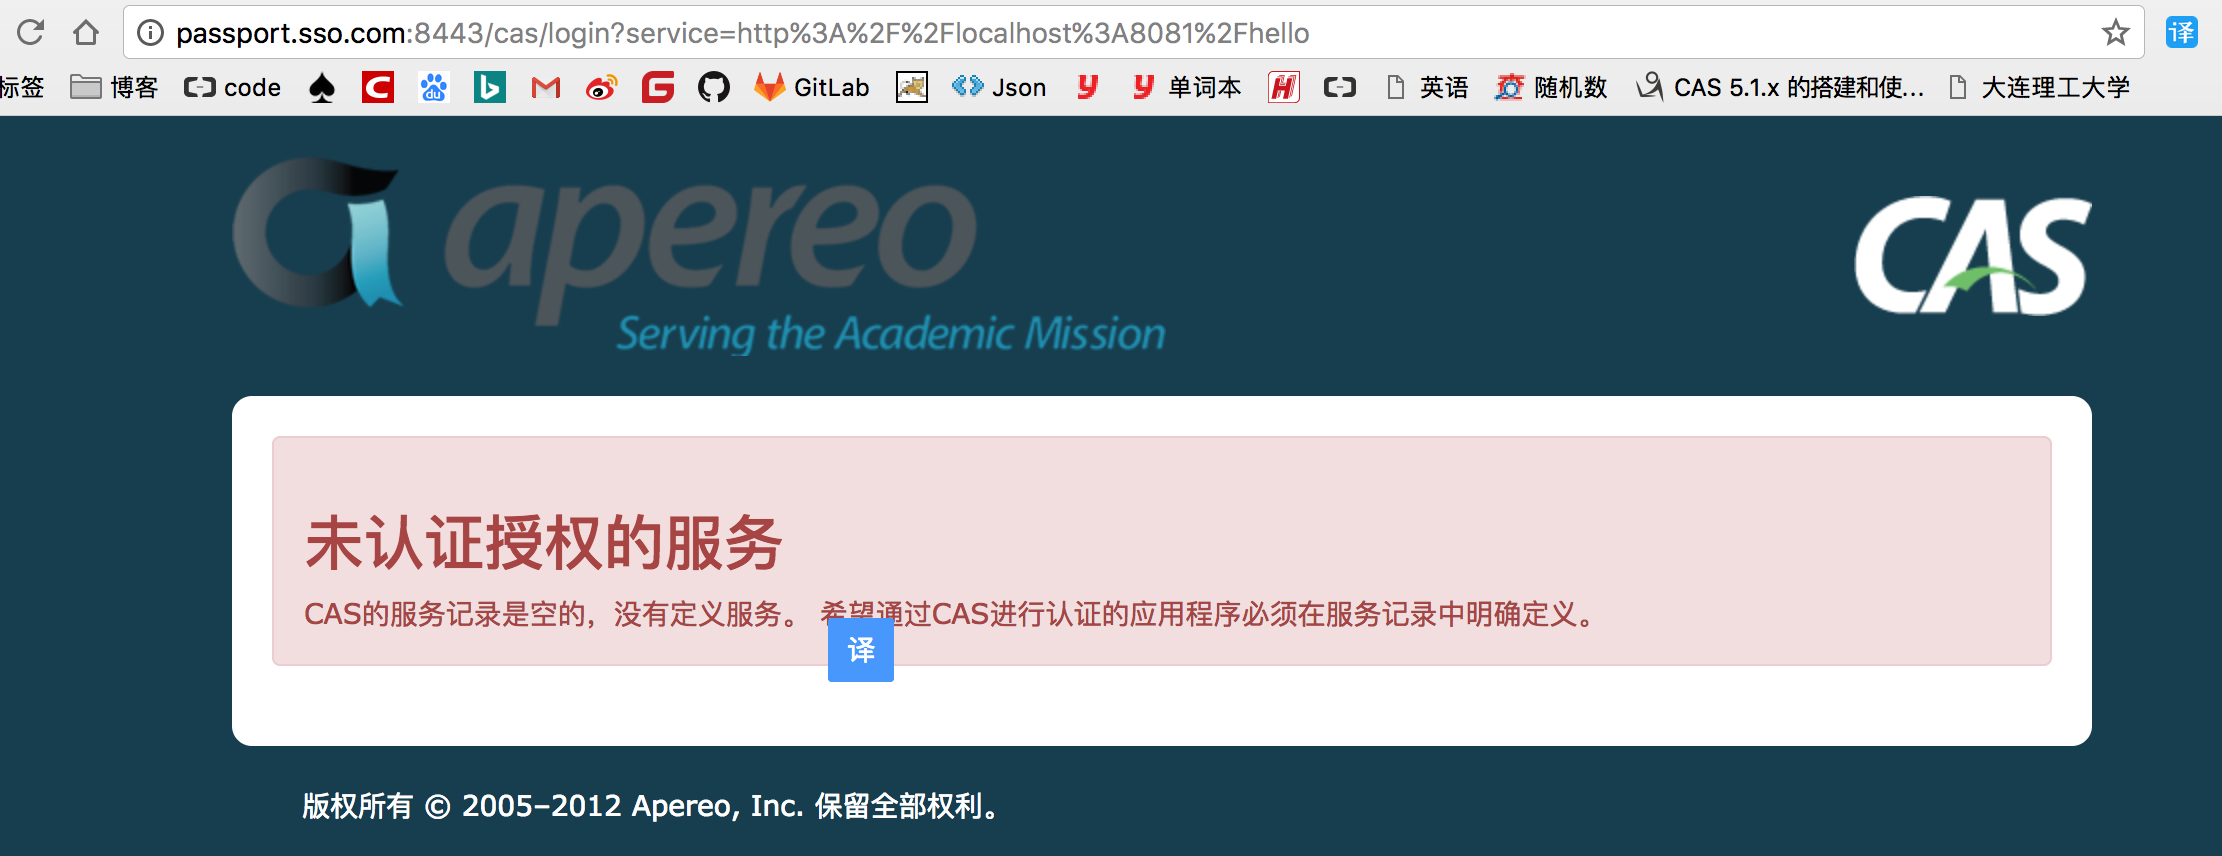 passport.sso.com:8443/cas/login?service=http%3A%2F%2Flocalhost%3A8081%2Fhello
译
标签 博客 code GitLab Json 单词本 英语 随机数 CAS 5.1.x 的搭建和使... 大连理工大学
apereo
Serving the Academic Mission
CAS
未认证授权的服务
CAS的服务记录是空的，没有定义服务。 希望通过CAS进行认证的应用程序必须在服务记录中明确定义。
译
版权所有 © 2005-2012 Apereo, Inc. 保留全部权利。